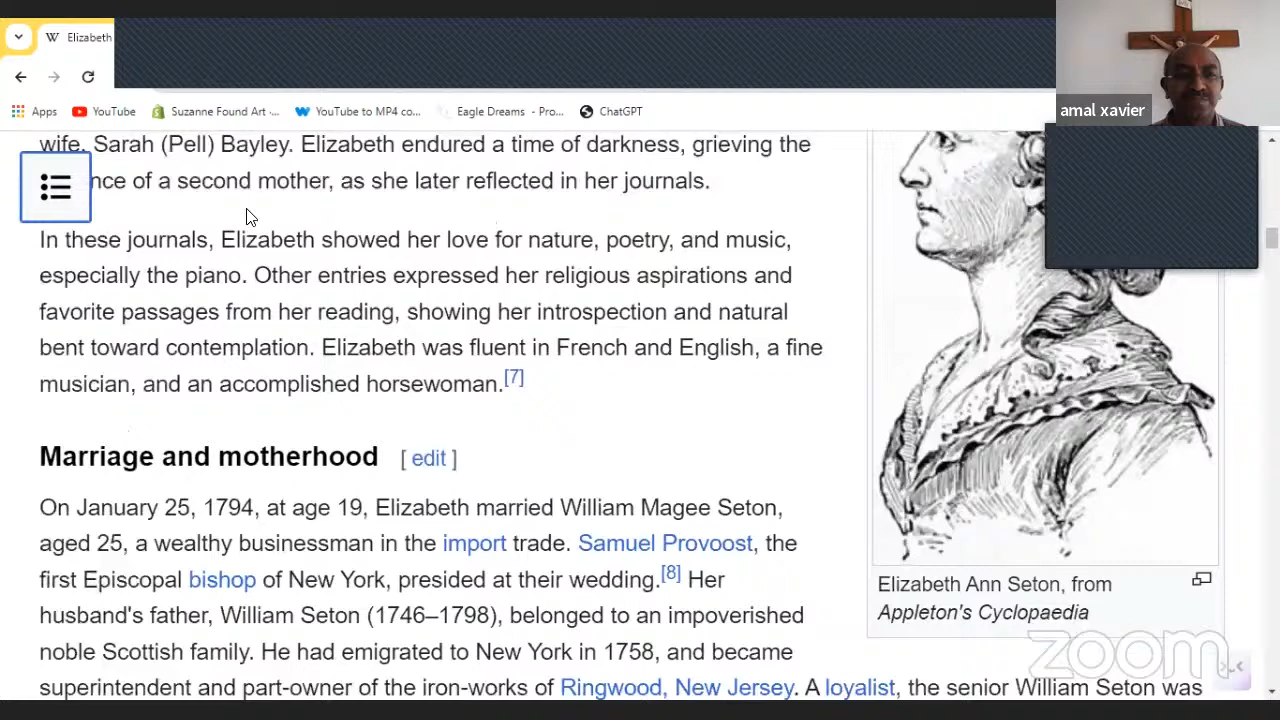 Elizabeth
Apps YouTube Suzanne Found Art -... YouTube to MP4 co... Eagle Dreams - Pro... ChatGPT
amal xavier
wife, Sarah (Pell) Bayley. Elizabeth endured a time of darkness, grieving the
nce of a second mother, as she later reflected in her journals.
In these journals, Elizabeth showed her love for nature, poetry, and music,
especially the piano. Other entries expressed her religious aspirations and
favorite passages from her reading, showing her introspection and natural
bent toward contemplation. Elizabeth was fluent in French and English, a fine
musician, and an accomplished horsewoman.[7]
Marriage and motherhood [ edit ]
On January 25, 1794, at age 19, Elizabeth married William Magee Seton,
aged 25, a wealthy businessman in the import trade. Samuel Provoost, the
first Episcopal bishop of New York, presided at their wedding.[8] Her
husband's father, William Seton (1746–1798), belonged to an impoverished
noble Scottish family. He had emigrated to New York in 1758, and became
superintendent and part-owner of the iron-works of Ringwood, New Jersey. A loyalist, the senior William Seton was
Elizabeth Ann Seton, from
Appleton's Cyclopaedia
zoom